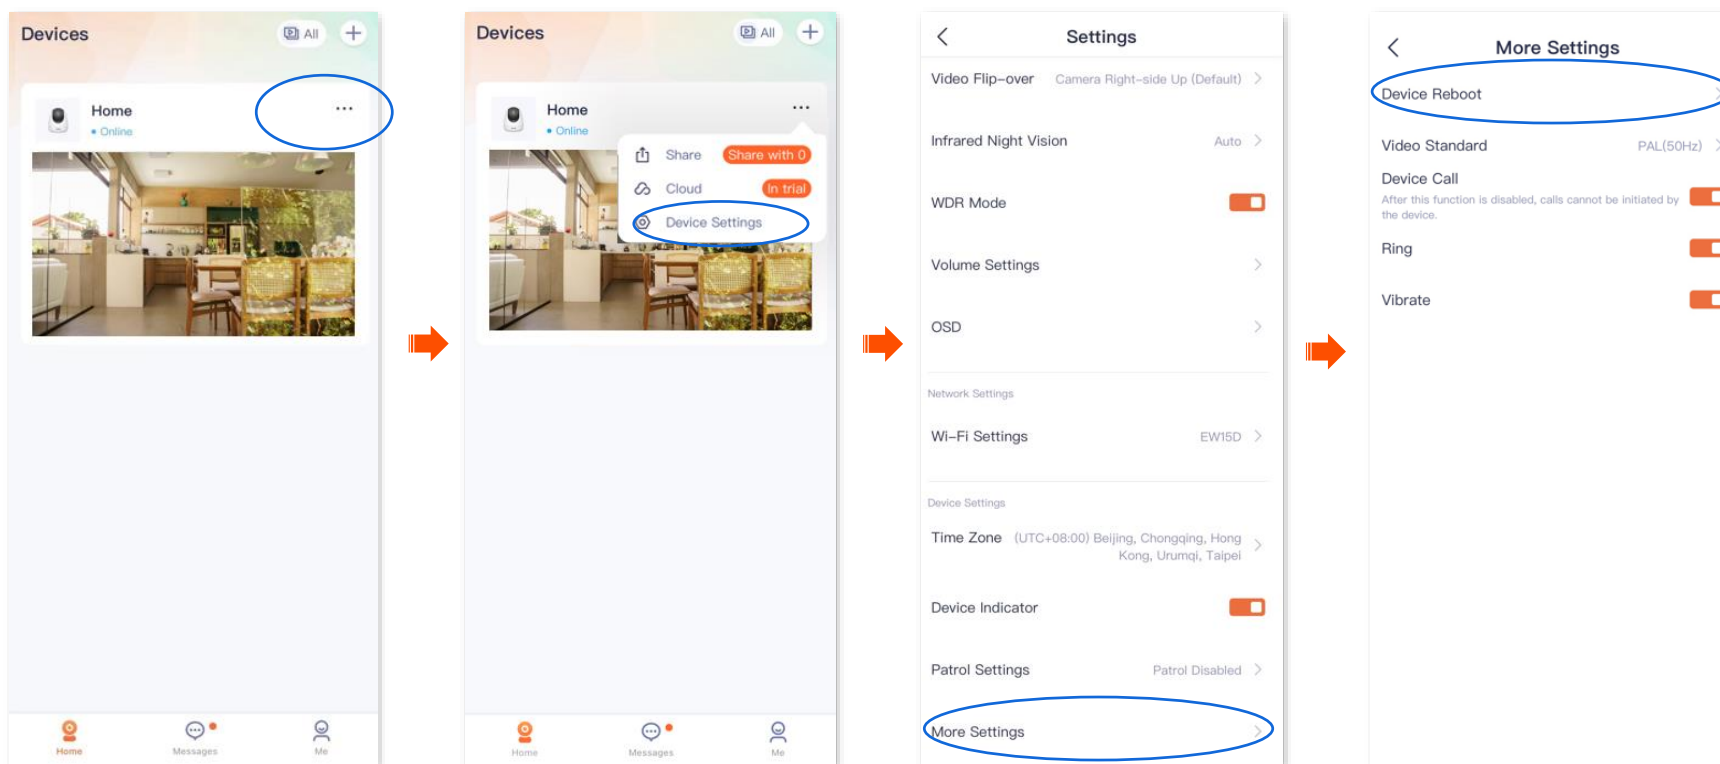 Devices
All
Home
• Online
Home
Messages
Me
Devices
All
Home
• Online
Share
Share with 0
Cloud
In trial
Device Settings
Home
Messages
Me
Settings
Video Flip-over
Camera Right-side Up (Default)
Infrared Night Vision
Auto
WDR Mode
Volume Settings
OSD
Network Settings
Wi-Fi Settings
EW15D
Device Settings
Time Zone
(UTC+08:00) Beijing, Chongqing, Hong
Kong, Urumqi, Taipei
Device Indicator
Patrol Settings
Patrol Disabled
More Settings
More Settings
Device Reboot
Video Standard
PAL(50Hz)
Device Call
After this function is disabled, calls cannot be initiated by
the device.
Ring
Vibrate